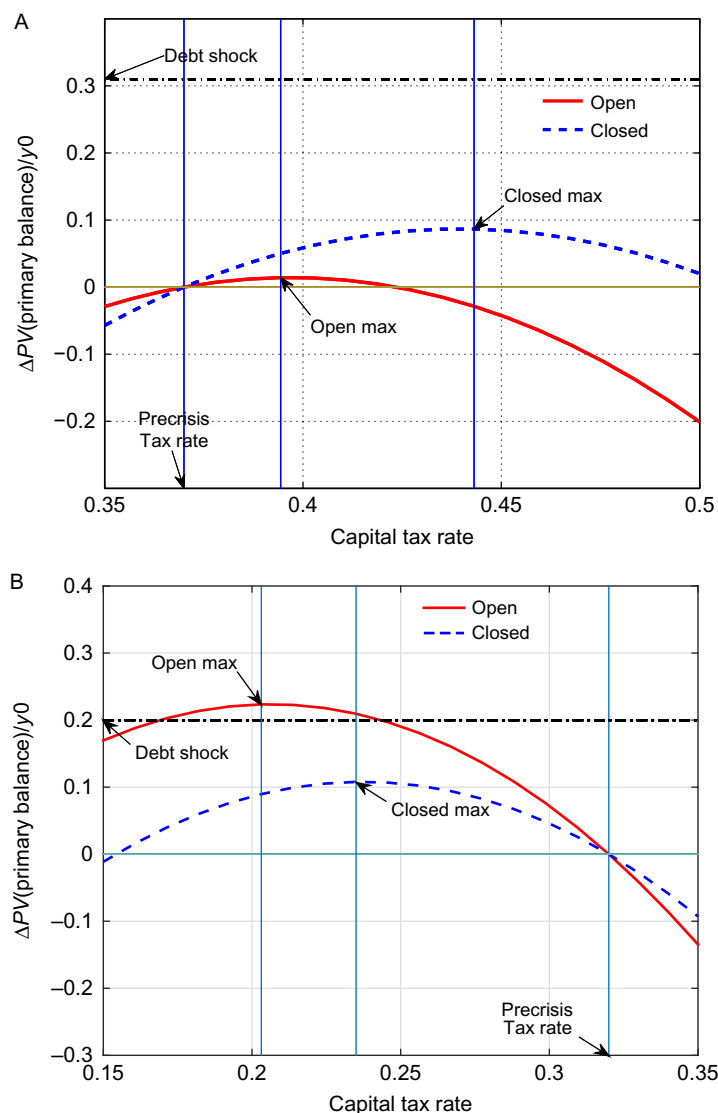 A
Debt shock
0.3
Open
Closed
0.2
Closed max
0.1
0
Open max
−0.1
−0.2
Precrisis
Tax rate
0.35
0.4
0.45
0.5
ΔPV(primary balance)/y0
Capital tax rate
B
0.4
Open
Closed
0.3
Open max
0.2
Debt shock
0.1
Closed max
0
−0.1
−0.2
Precrisis
Tax rate
−0.3
0.15
0.2
0.25
0.3
0.35
ΔPV(primary balance)/y0
Capital tax rate